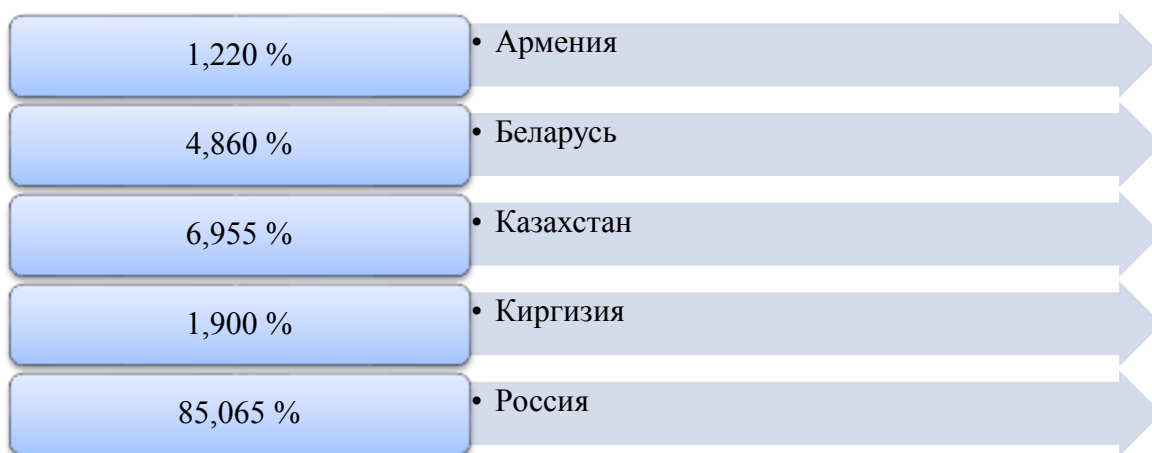 1,220 %
• Армения
4,860 %
• Беларусь
6,955 %
• Казахстан
1,900 %
• Киргизия
85,065 %
• Россия